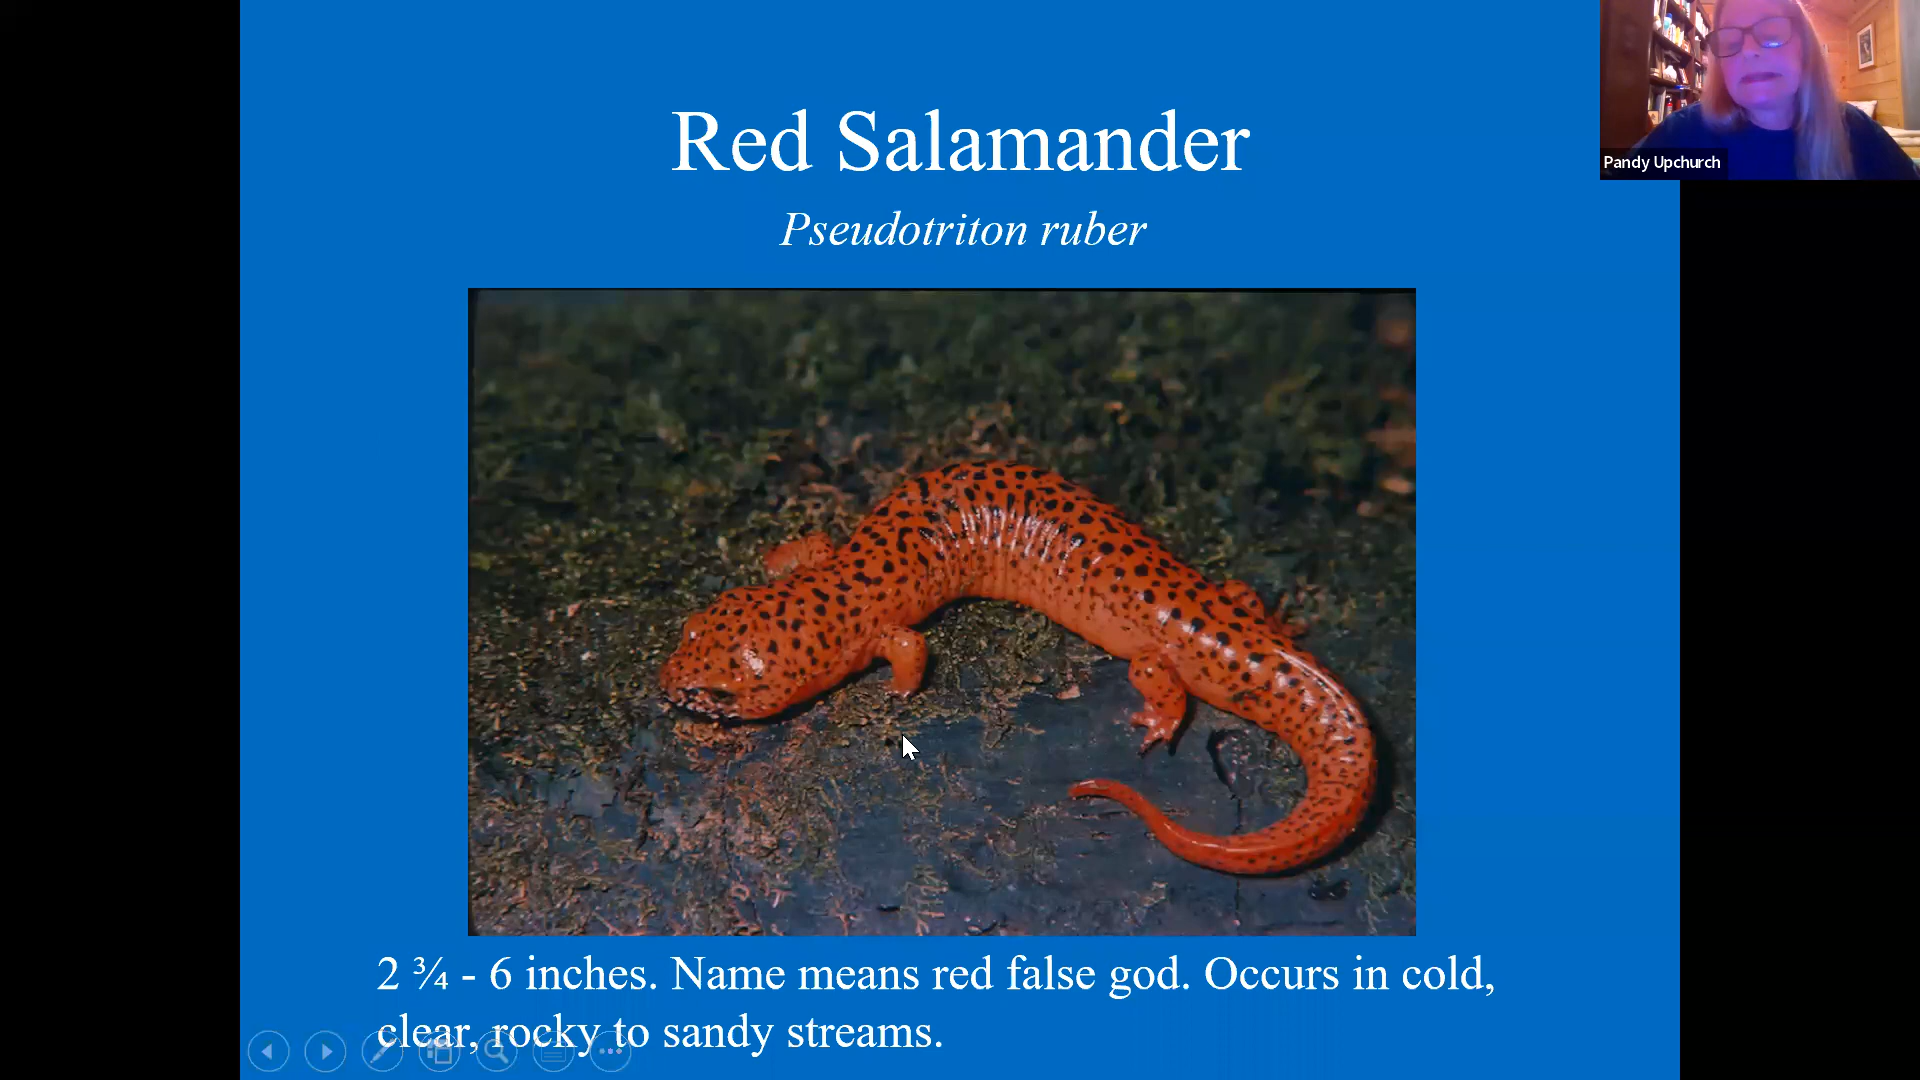 Red Salamander
Pseudotriton ruber
Pandy Upchurch
2 ¾ - 6 inches. Name means red false god. Occurs in cold,
clear, rocky to sandy streams.